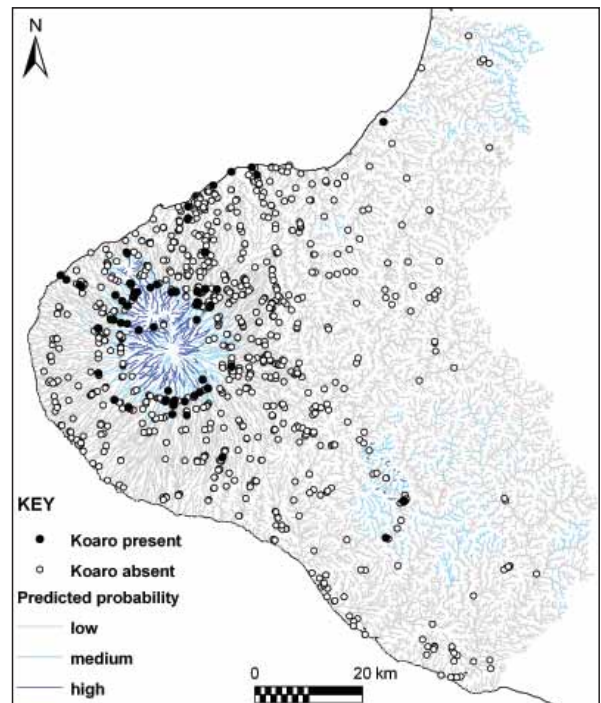 N
KEY
Koaro present
Koaro absent
Predicted probability
low
medium
high
0 20 km